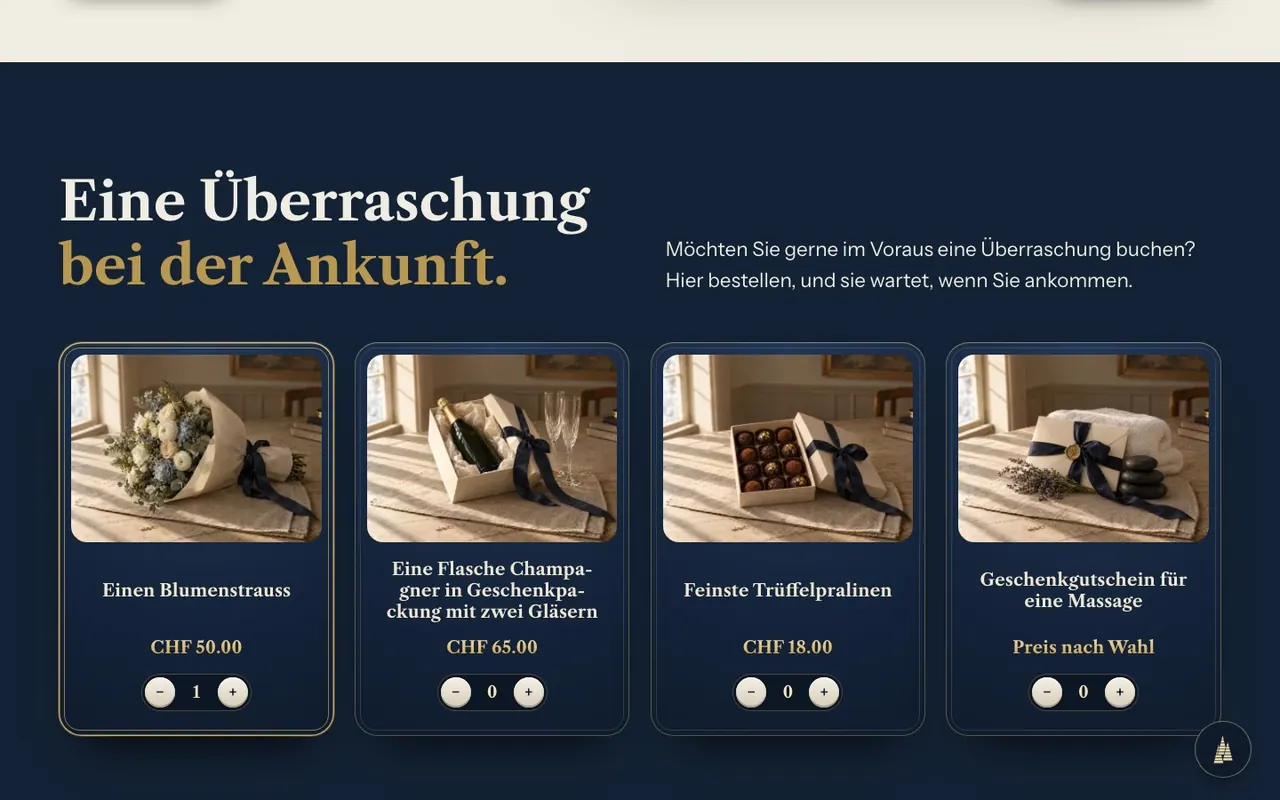 Eine Überraschung
bei der Ankunft.
Möchten Sie gerne im Voraus eine Überraschung buchen?
Hier bestellen, und sie wartet, wenn Sie ankommen.
Einen Blumenstrauss
CHF 50.00
− 1 +
Eine Flasche Champa-
gner in Geschenkpa-
ckung mit zwei Gläsern
CHF 65.00
− 0 +
Feinste Trüffelpralinen
CHF 18.00
− 0 +
Geschenkgutschein für
eine Massage
Preis nach Wahl
− 0 +